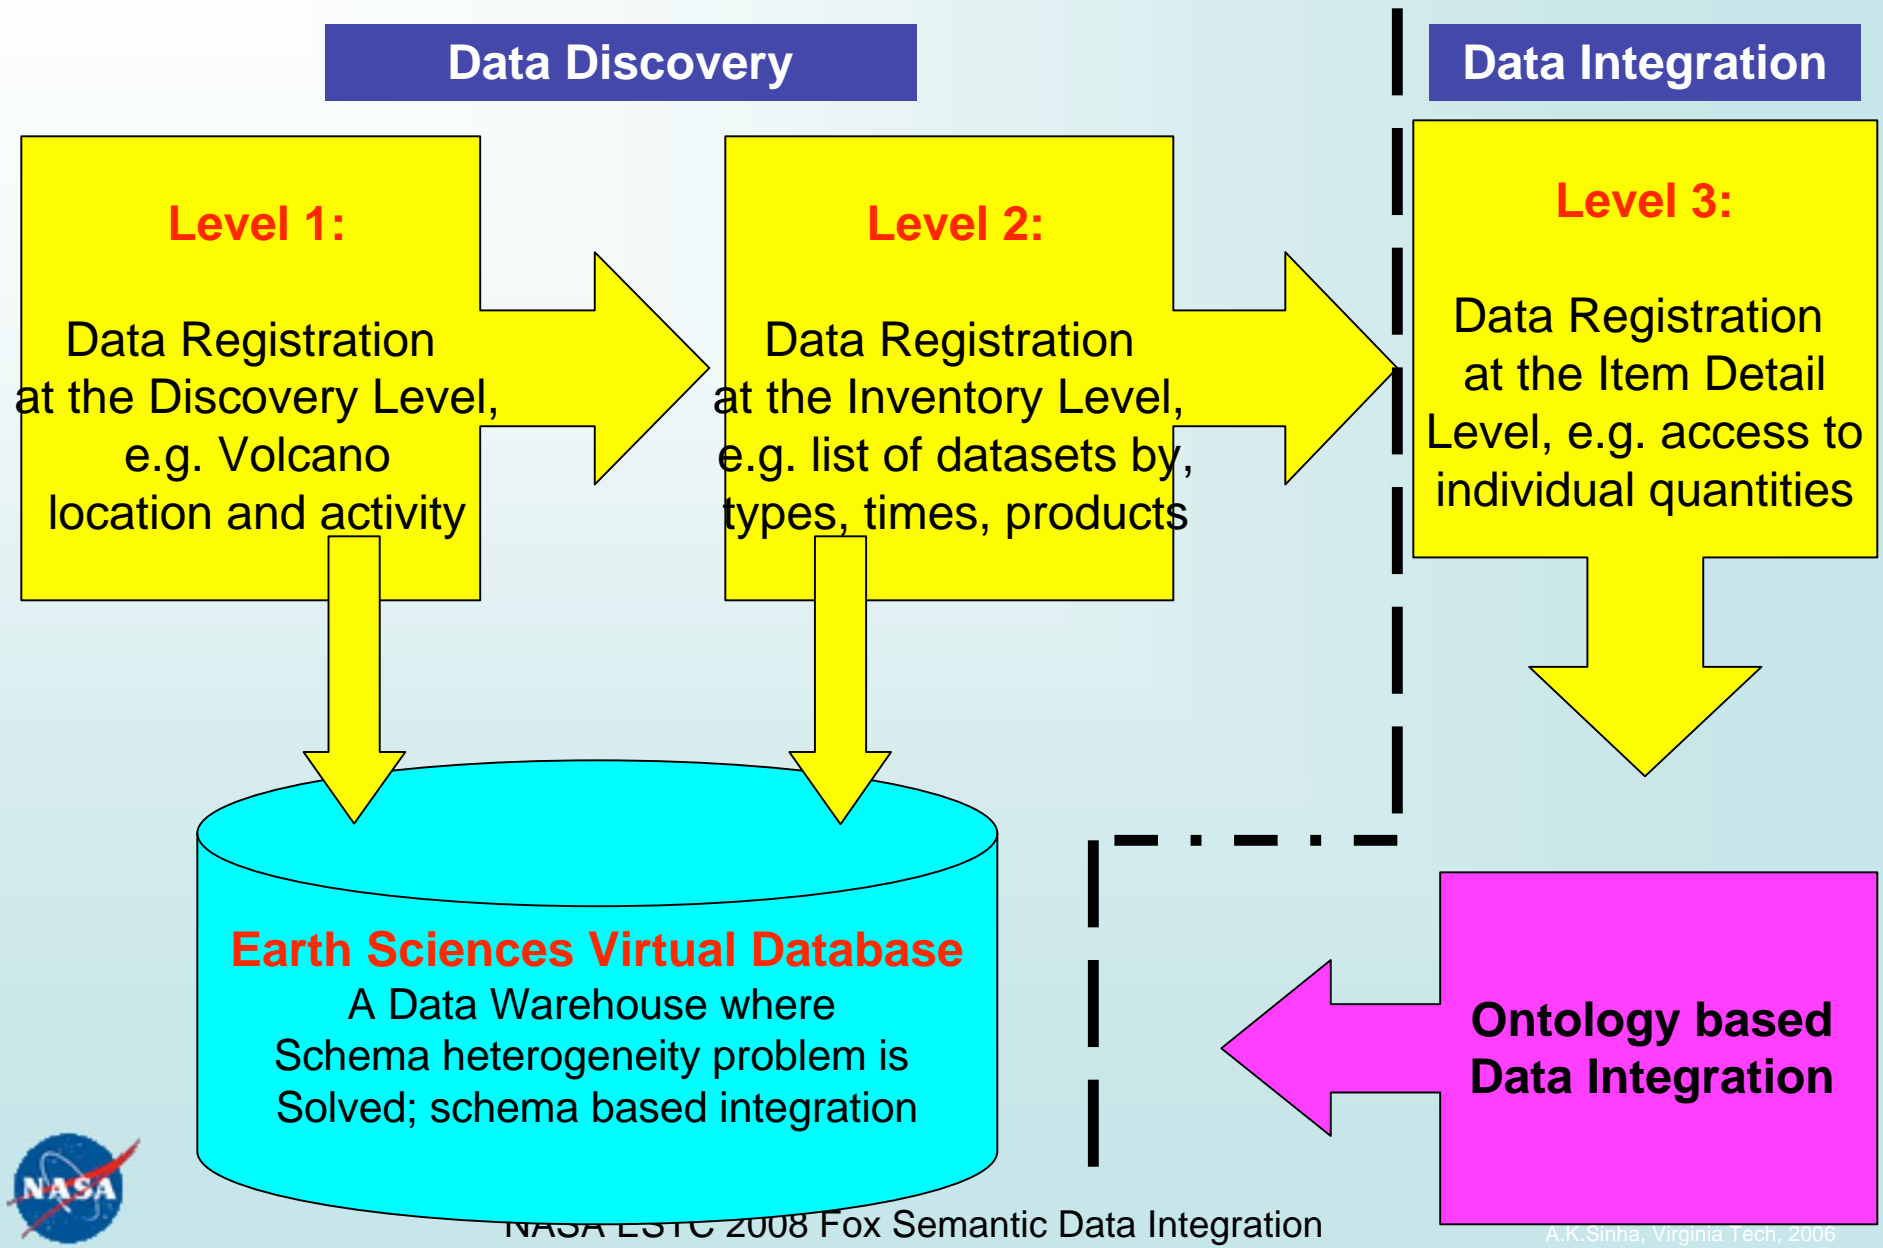 Data Discovery
Data Integration
Level 1:
Data Registration
at the Discovery Level,
e.g. Volcano
location and activity
Level 2:
Data Registration
at the Inventory Level,
e.g. list of datasets by,
types, times, products
Level 3:
Data Registration
at the Item Detail
Level, e.g. access to
individual quantities
Earth Sciences Virtual Database
A Data Warehouse where
Schema heterogeneity problem is
Solved; schema based integration
Ontology based
Data Integration
NASA
NASA ESTC 2008 Fox Semantic Data Integration
A.K.Sinha, Virginia Tech, 2006